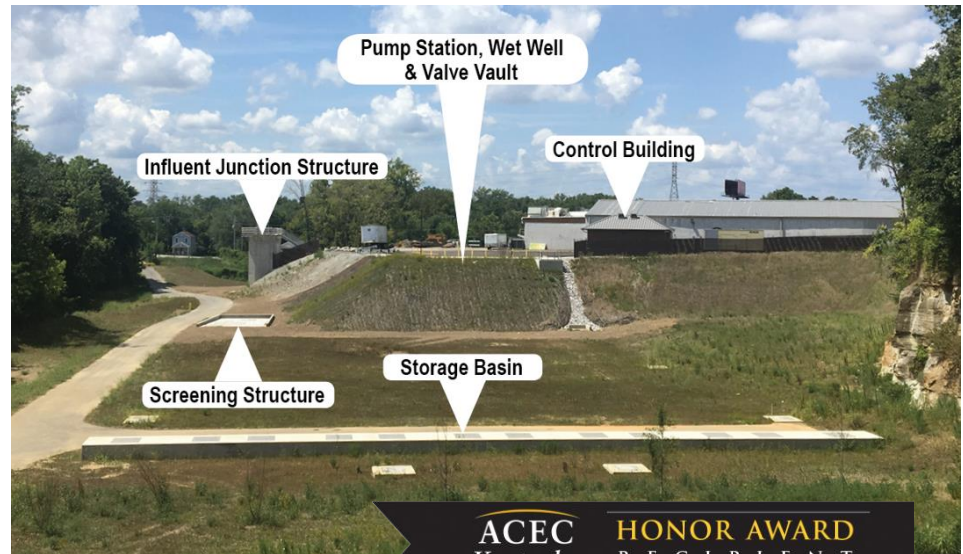 Pump Station, Wet Well
& Valve Vault
Influent Junction Structure
Control Building
Screening Structure
Storage Basin
ACEC
HONOR AWARD